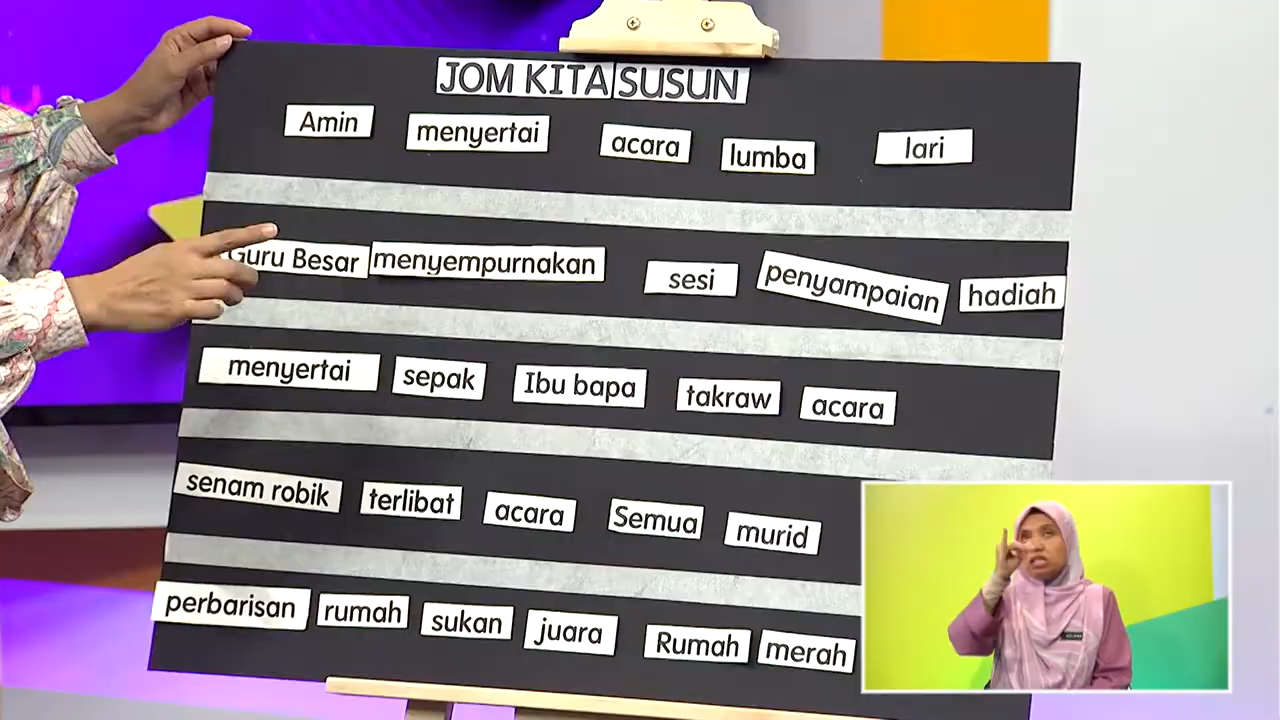 JOM KITA SUSUN
Amin menyertai acara lumba lari
Guru Besar menyempurnakan sesi penyampaian hadiah
menyertai sepak Ibu bapa takraw acara
senam robik terlibat acara Semua murid
perbarisan rumah sukan juara Rumah merah